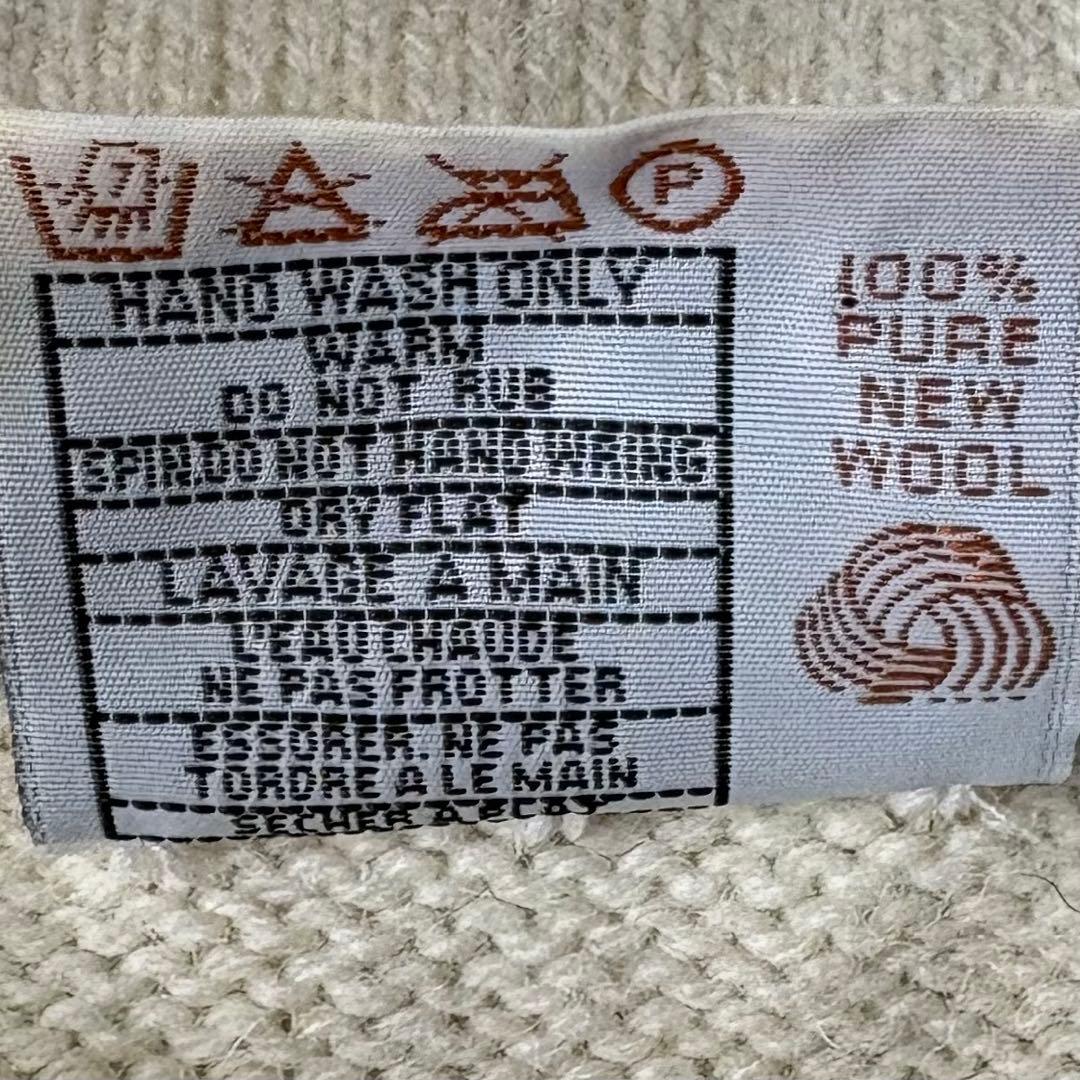 P
HAND WASH ONLY
WARM
DO NOT RUB
SPIN DO NOT HAND WRING
DRY FLAT
LAVAGE A MAIN
L'EAU CHAUDE
NE PAS FROTTER
ESSORER. NE PAS
TORDRE A LE MAIN
SECHER A
100%
PURE
NEW
WOOL